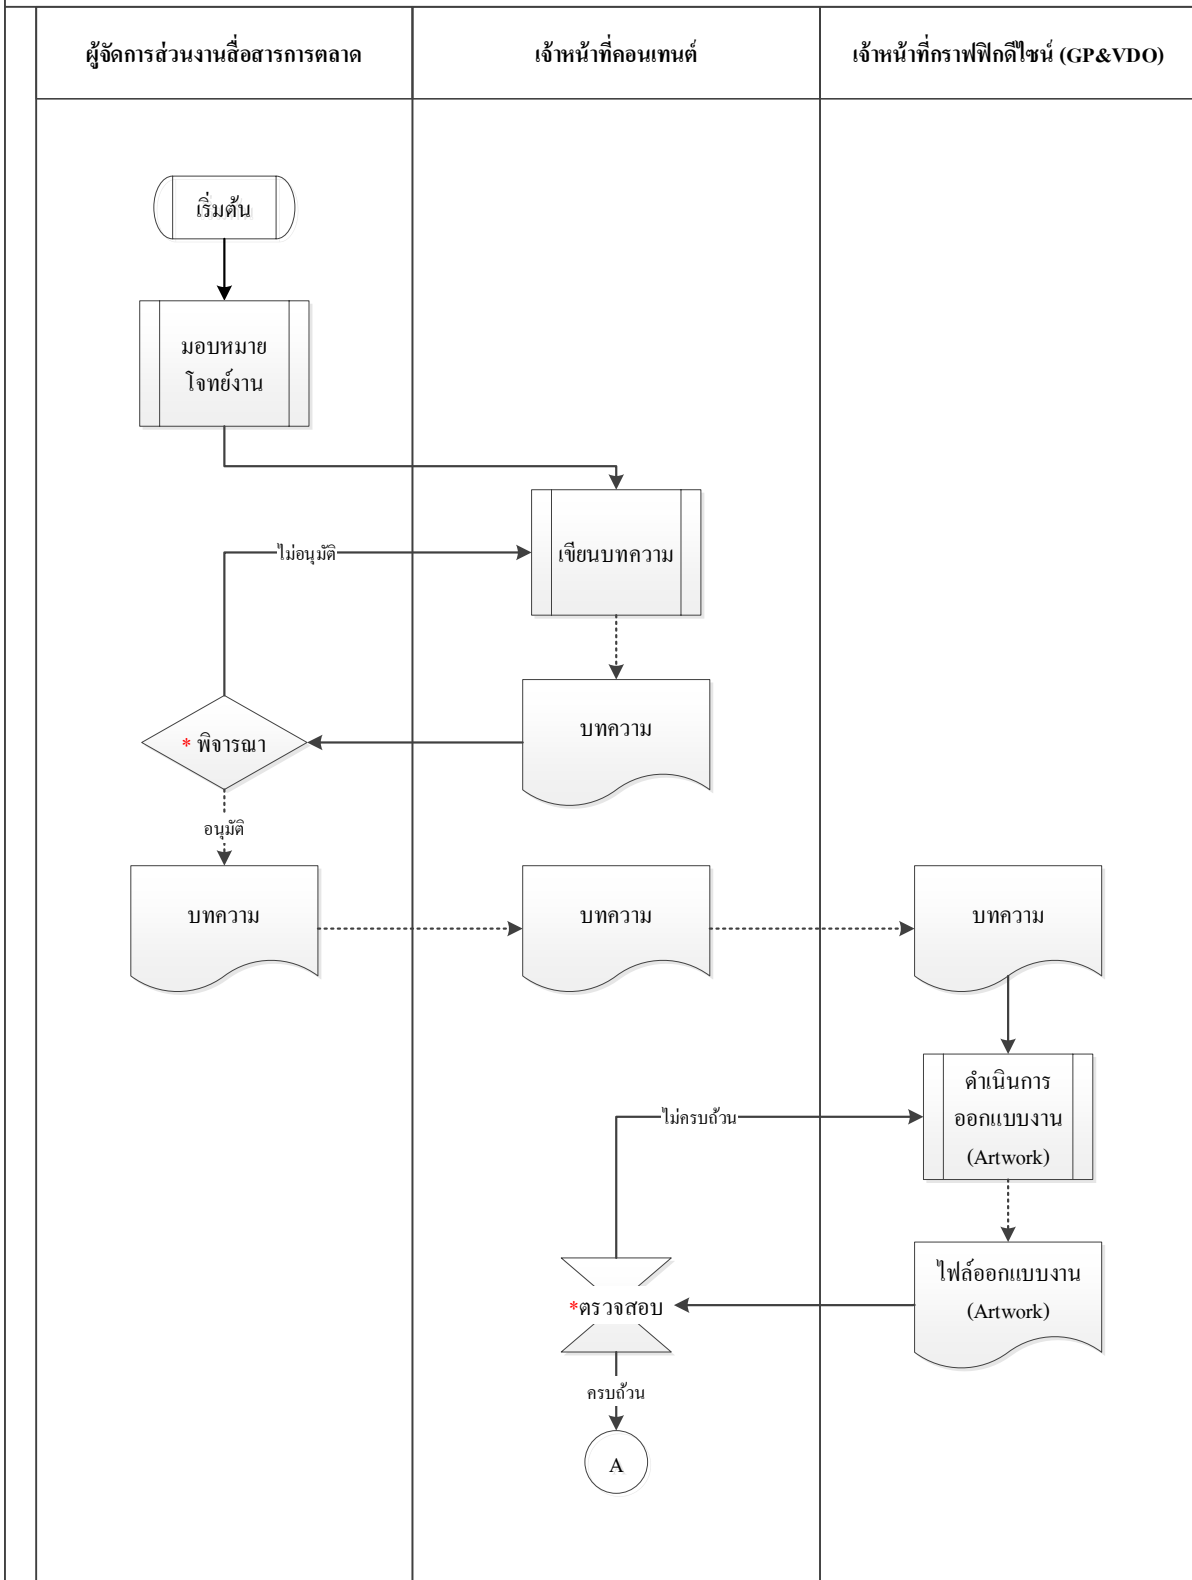 ผู้จัดการส่วนงานสื่อสารการตลาด
เจ้าหน้าที่คอนเทนต์
เจ้าหน้าที่กราฟฟิกดีไซน์ (GP&VDO)
เริ่มต้น
มอบหมาย
โจทย์งาน
ไม่อนุมัติ
เขียนบทความ
* พิจารณา
บทความ
อนุมัติ
บทความ
บทความ
บทความ
ดำเนินการ
ออกแบบงาน
(Artwork)
ไม่ครบถ้วน
ไฟล์ออกแบบงาน
(Artwork)
*ตรวจสอบ
ครบถ้วน
A